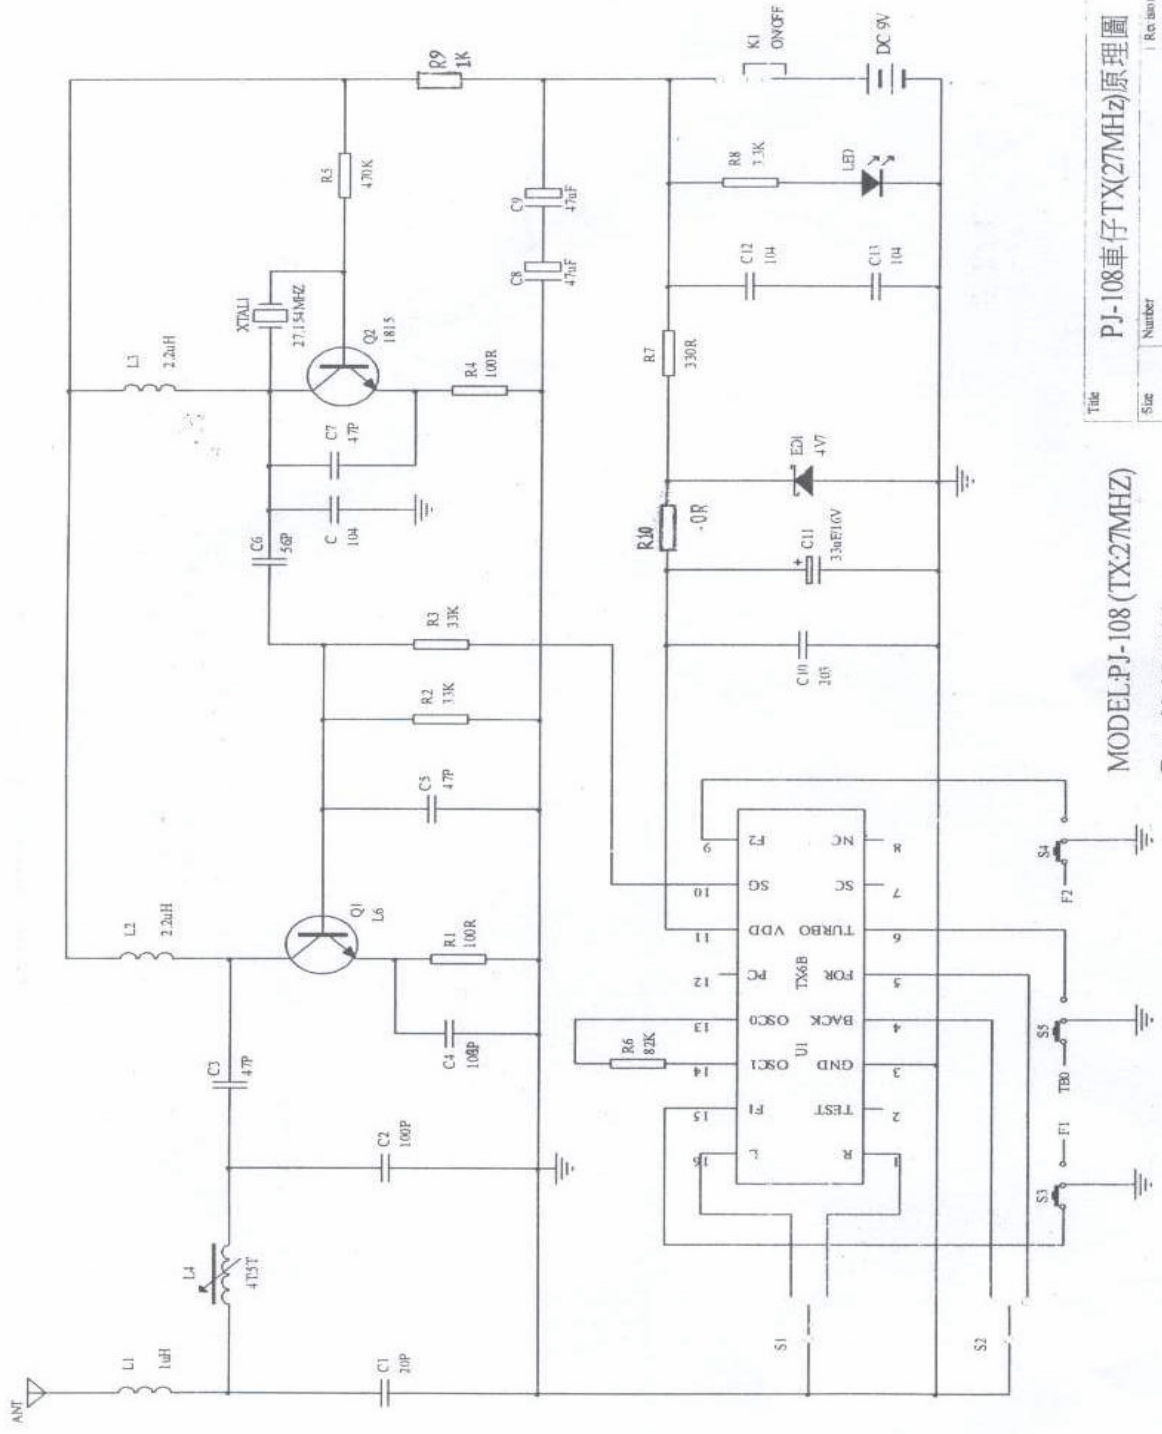 ANT
L1
1uH
C1
20P
L4
4T5T
C2
100P
C3
47P
L2
2.2uH
Q1
L6
C4
R1
100R
C5
47P
R2
33K
R3
33K
C6
56P
C
104
C7
47P
L3
2.2uH
XTAL1
27.154MHZ
Q2
1815
R4
100R
R5
470K
R9
1K
C8
47uF
C9
47uF
K1
ON/OFF
DC 9V
R8
3.3K
LED
C12
104
C13
104
R7
330R
R10
0R
ED1
4V7
C11
+
33uF/16V
C10
203
R6
82K
U1
TX6B
16
15
14
13
12
11
10
9
L
F1
OSC1
OSC0
PC
VDD
SG
F2
R
TEST
GND
BACK
FOR
TURBO
SC
NC
1
2
3
4
5
6
7
8
S1
S2
S3
F1
S5
TB0
S4
F2
MODEL:PJ-108 (TX:27MHZ)
Title
PJ-108車仔TX(27MHz)原理圖
Size
Number
Revision